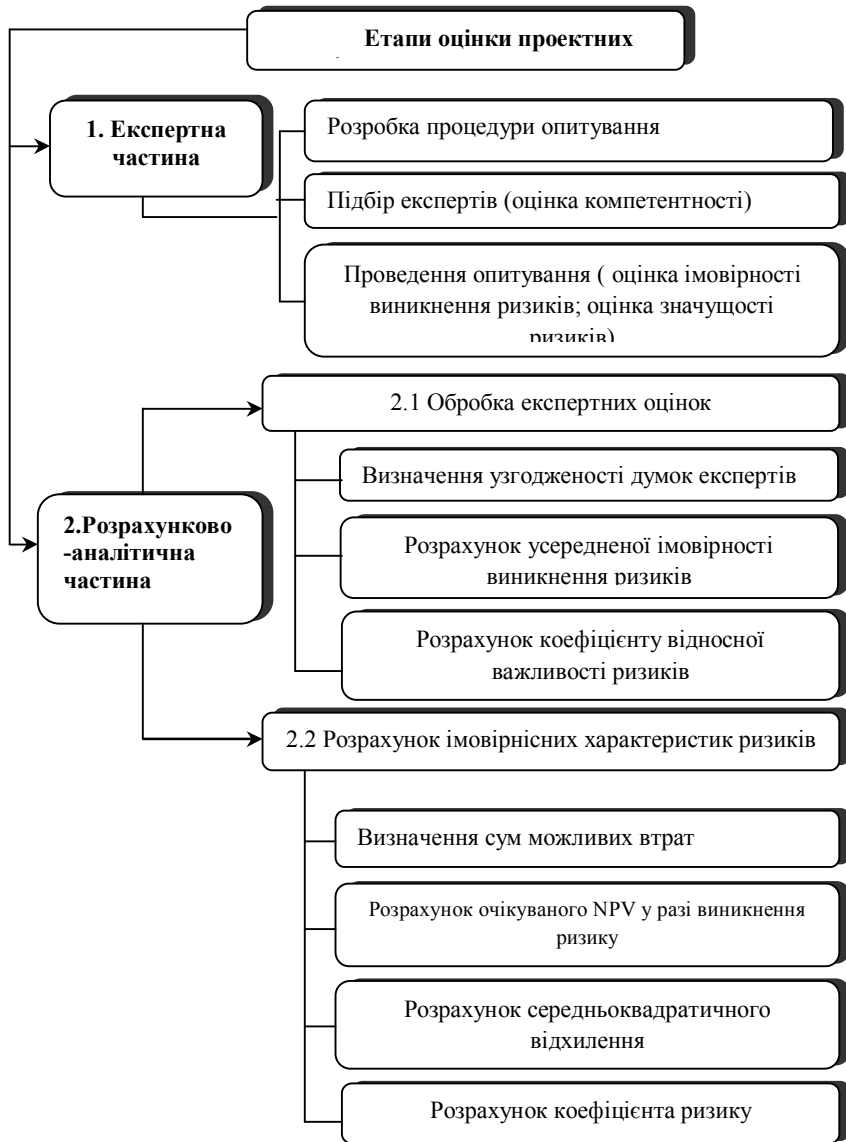 Етапи оцінки проектних
1. Експертна
частина
Розробка процедури опитування
Підбір експертів (оцінка компетентності)
Проведення опитування ( оцінка імовірності
виникнення ризиків; оцінка значущості
ризиків)
2.1 Обробка експертних оцінок
Визначення узгодженості думок експертів
2.Розрахунково
-аналітична
частина
Розрахунок усередненої імовірності
виникнення ризиків
Розрахунок коефіцієнту відносної
важливості ризиків
2.2 Розрахунок імовірнісних характеристик ризиків
Визначення сум можливих втрат
Розрахунок очікуваного NPV у разі виникнення
ризику
Розрахунок середньоквадратичного
відхилення
Розрахунок коефіцієнта ризику